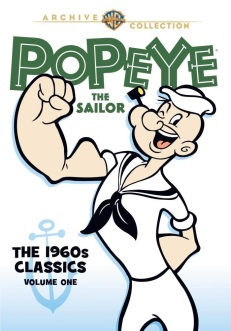 ARCHIVE COLLECTION
POPEYE
THE
SAILOR
THE 1960s
CLASSICS
VOLUME ONE